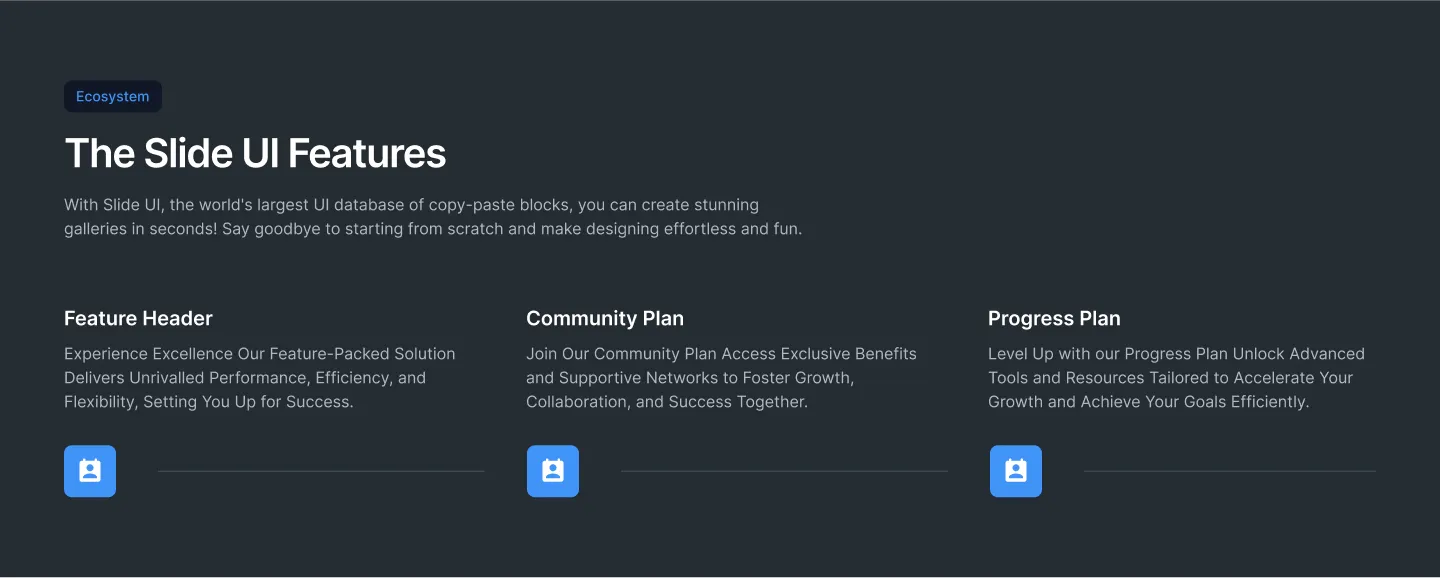 Ecosystem
The Slide UI Features
With Slide UI, the world's largest UI database of copy-paste blocks, you can create stunning
galleries in seconds! Say goodbye to starting from scratch and make designing effortless and fun.
Feature Header
Experience Excellence Our Feature-Packed Solution
Delivers Unrivalled Performance, Efficiency, and
Flexibility, Setting You Up for Success.
Community Plan
Join Our Community Plan Access Exclusive Benefits
and Supportive Networks to Foster Growth,
Collaboration, and Success Together.
Progress Plan
Level Up with our Progress Plan Unlock Advanced
Tools and Resources Tailored to Accelerate Your
Growth and Achieve Your Goals Efficiently.